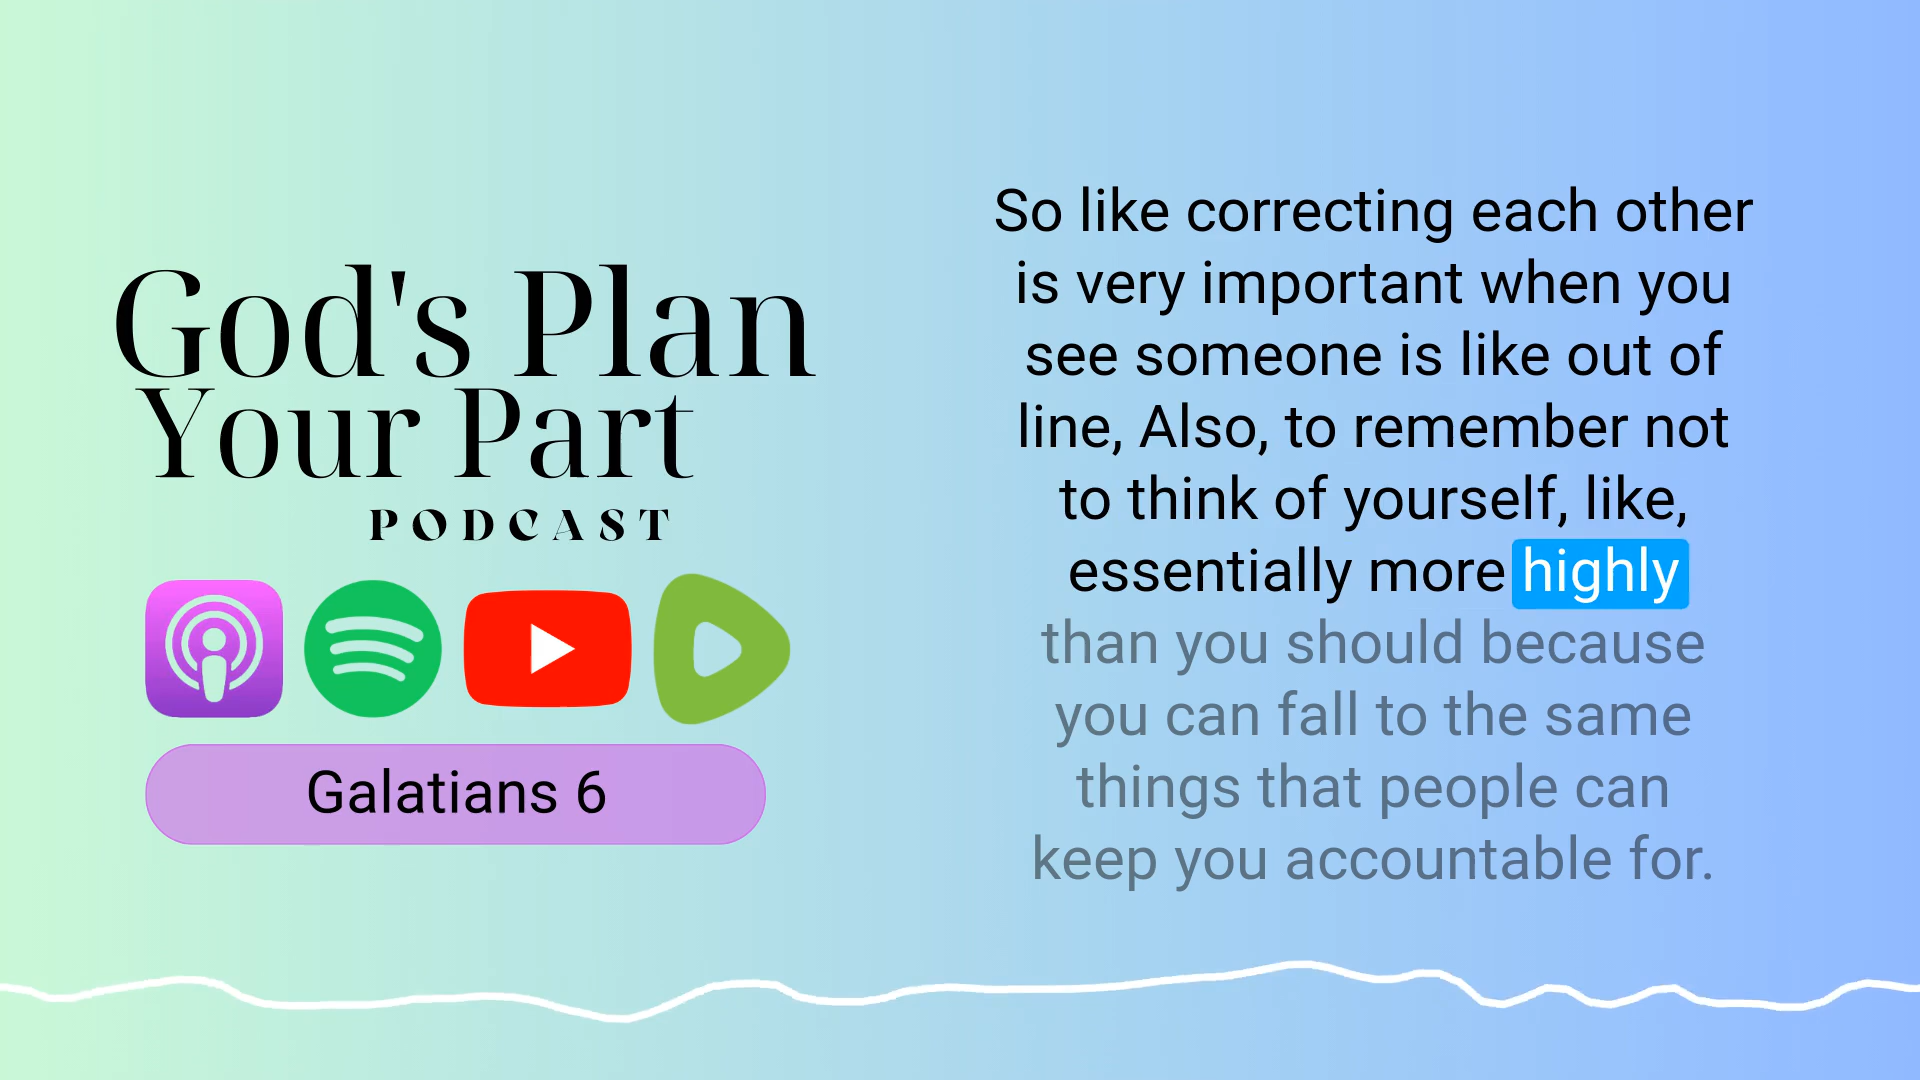 God's Plan
Your Part
PODCAST
Galatians 6
So like correcting each other
is very important when you
see someone is like out of
line, Also, to remember not
to think of yourself, like,
essentially more highly
than you should because
you can fall to the same
things that people can
keep you accountable for.